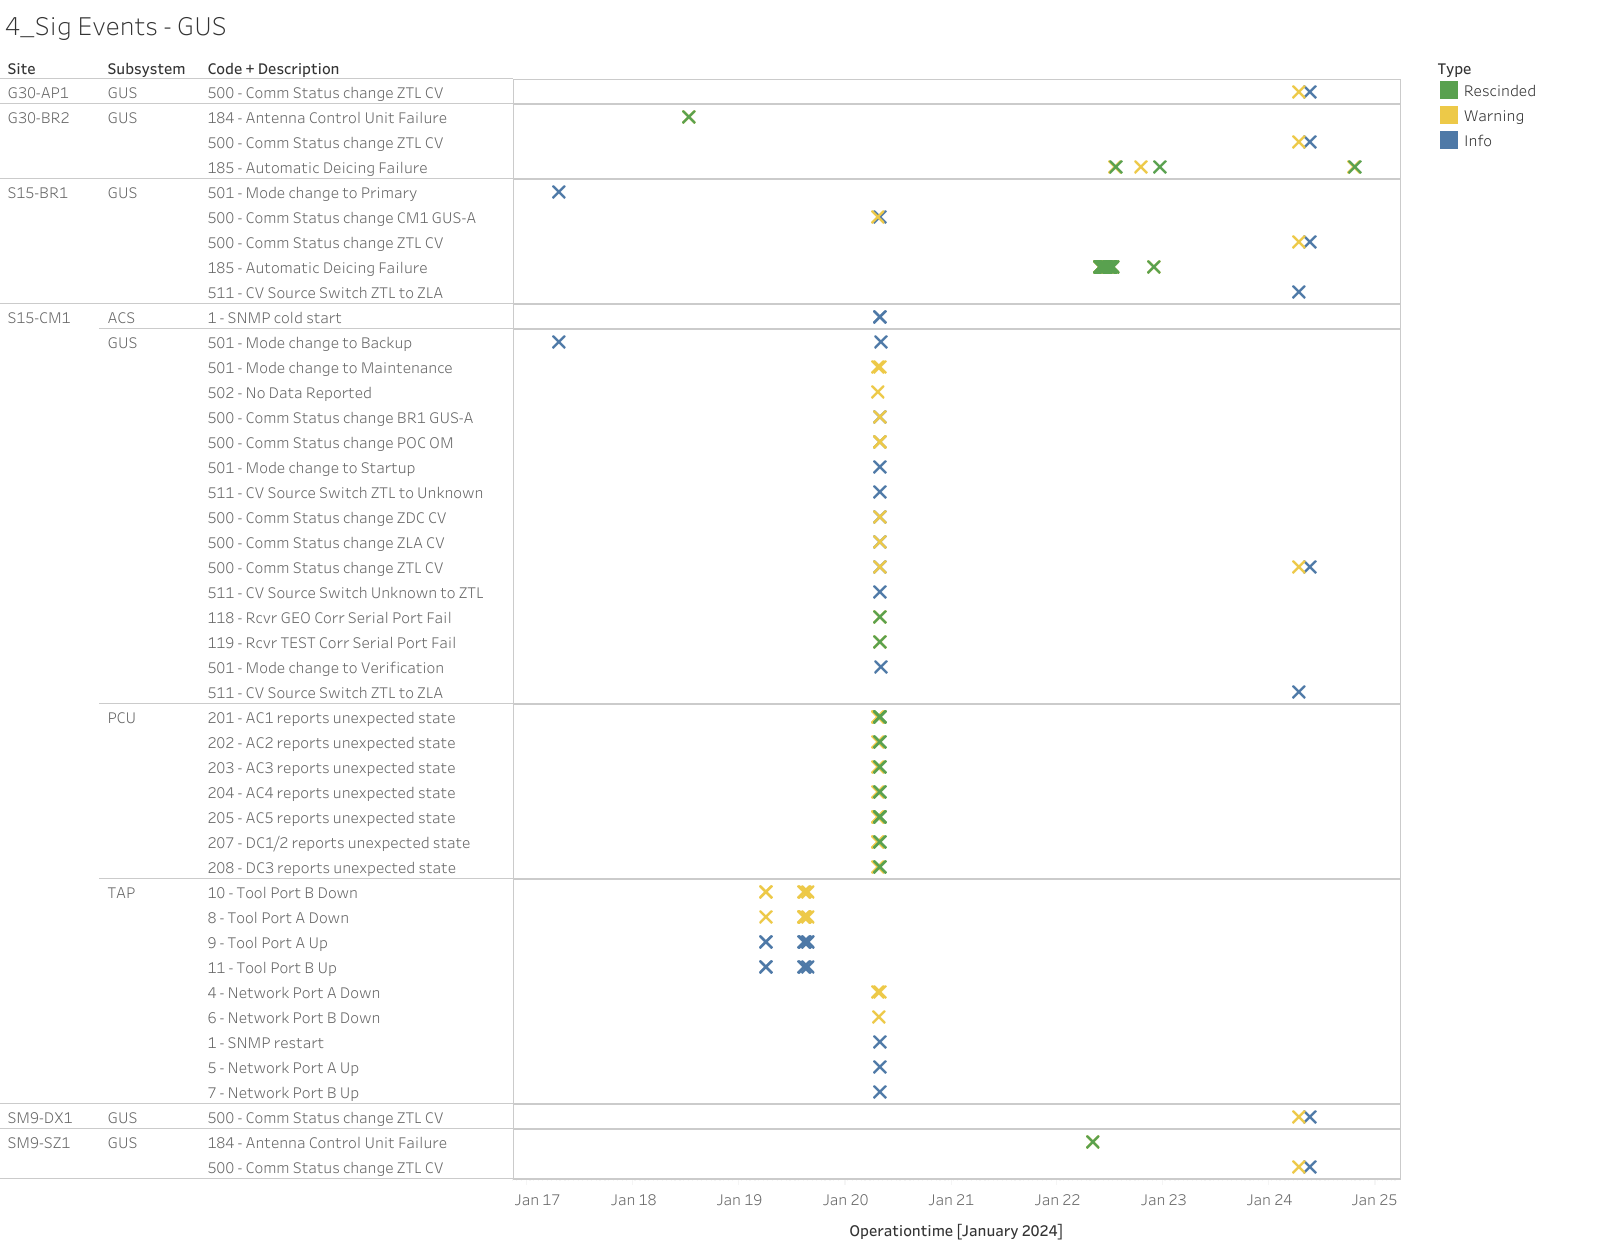 4_Sig Events - GUS
Site Subsystem Code + Description
Type
G30-AP1 GUS 500 - Comm Status change ZTL CV
Rescinded
Warning
Info
G30-BR2 GUS 184 - Antenna Control Unit Failure
500 - Comm Status change ZTL CV
185 - Automatic Deicing Failure
S15-BR1 GUS 501 - Mode change to Primary
500 - Comm Status change CM1 GUS-A
500 - Comm Status change ZTL CV
185 - Automatic Deicing Failure
511 - CV Source Switch ZTL to ZLA
S15-CM1 ACS 1 - SNMP cold start
GUS 501 - Mode change to Backup
501 - Mode change to Maintenance
502 - No Data Reported
500 - Comm Status change BR1 GUS-A
500 - Comm Status change POC OM
501 - Mode change to Startup
511 - CV Source Switch ZTL to Unknown
500 - Comm Status change ZDC CV
500 - Comm Status change ZLA CV
500 - Comm Status change ZTL CV
511 - CV Source Switch Unknown to ZTL
118 - Rcvr GEO Corr Serial Port Fail
119 - Rcvr TEST Corr Serial Port Fail
501 - Mode change to Verification
511 - CV Source Switch ZTL to ZLA
PCU 201 - AC1 reports unexpected state
202 - AC2 reports unexpected state
203 - AC3 reports unexpected state
204 - AC4 reports unexpected state
205 - AC5 reports unexpected state
207 - DC1/2 reports unexpected state
208 - DC3 reports unexpected state
TAP 10 - Tool Port B Down
8 - Tool Port A Down
9 - Tool Port A Up
11 - Tool Port B Up
4 - Network Port A Down
6 - Network Port B Down
1 - SNMP restart
5 - Network Port A Up
7 - Network Port B Up
SM9-DX1 GUS 500 - Comm Status change ZTL CV
SM9-SZ1 GUS 184 - Antenna Control Unit Failure
500 - Comm Status change ZTL CV
Jan 17 Jan 18 Jan 19 Jan 20 Jan 21 Jan 22 Jan 23 Jan 24 Jan 25
Operationtime [January 2024]